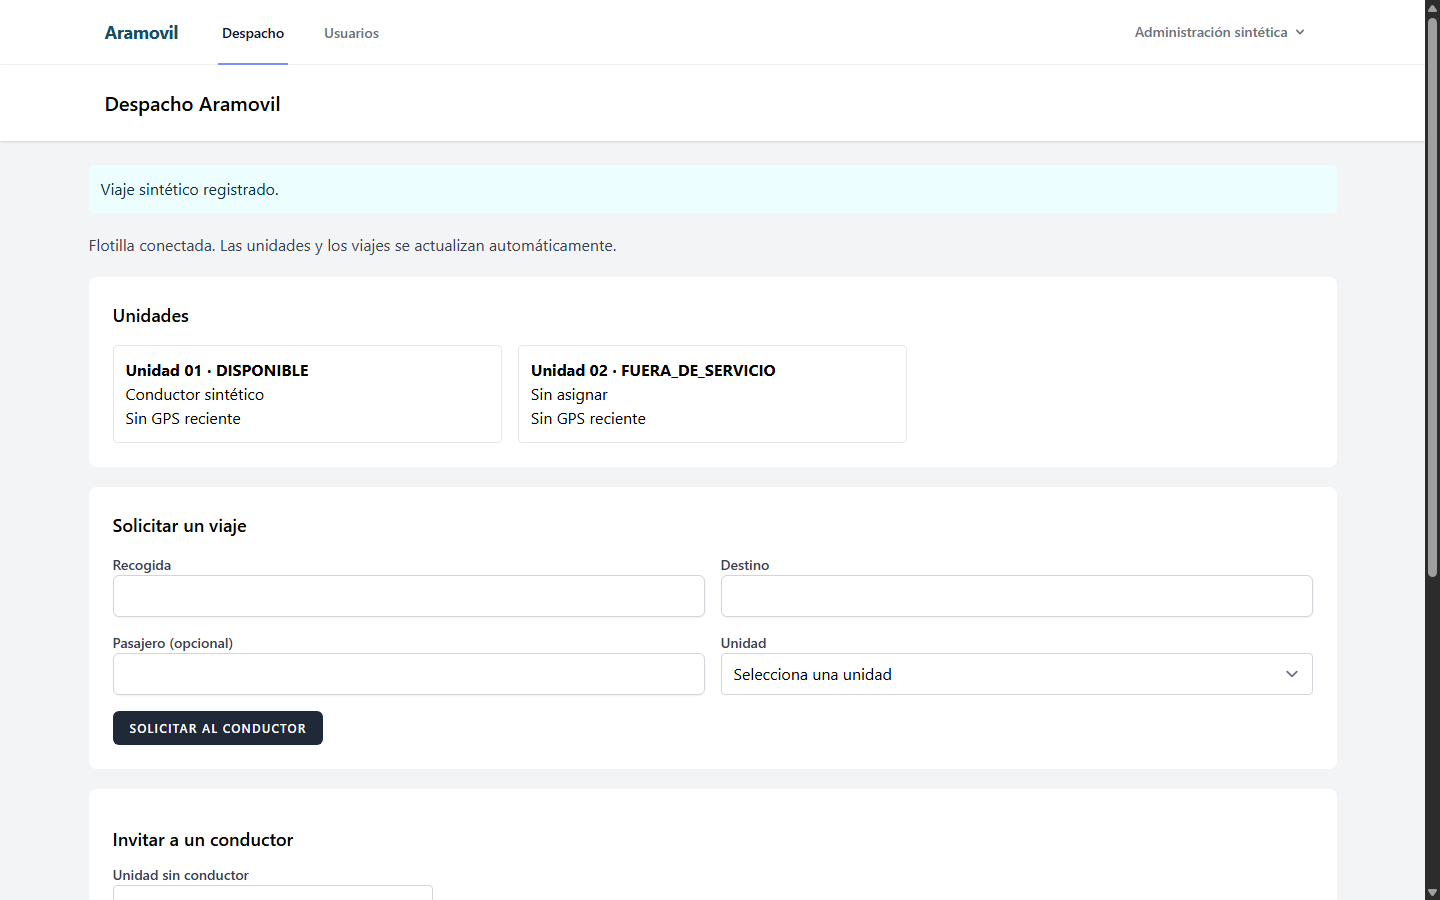 Aramovil
Despacho
Usuarios
Administración sintética
Despacho Aramovil
Viaje sintético registrado.
Flotilla conectada. Las unidades y los viajes se actualizan automáticamente.
Unidades
Unidad 01 · DISPONIBLE
Conductor sintético
Sin GPS reciente
Unidad 02 · FUERA_DE_SERVICIO
Sin asignar
Sin GPS reciente
Solicitar un viaje
Recogida
Destino
Pasajero (opcional)
Unidad
Selecciona una unidad
SOLICITAR AL CONDUCTOR
Invitar a un conductor
Unidad sin conductor